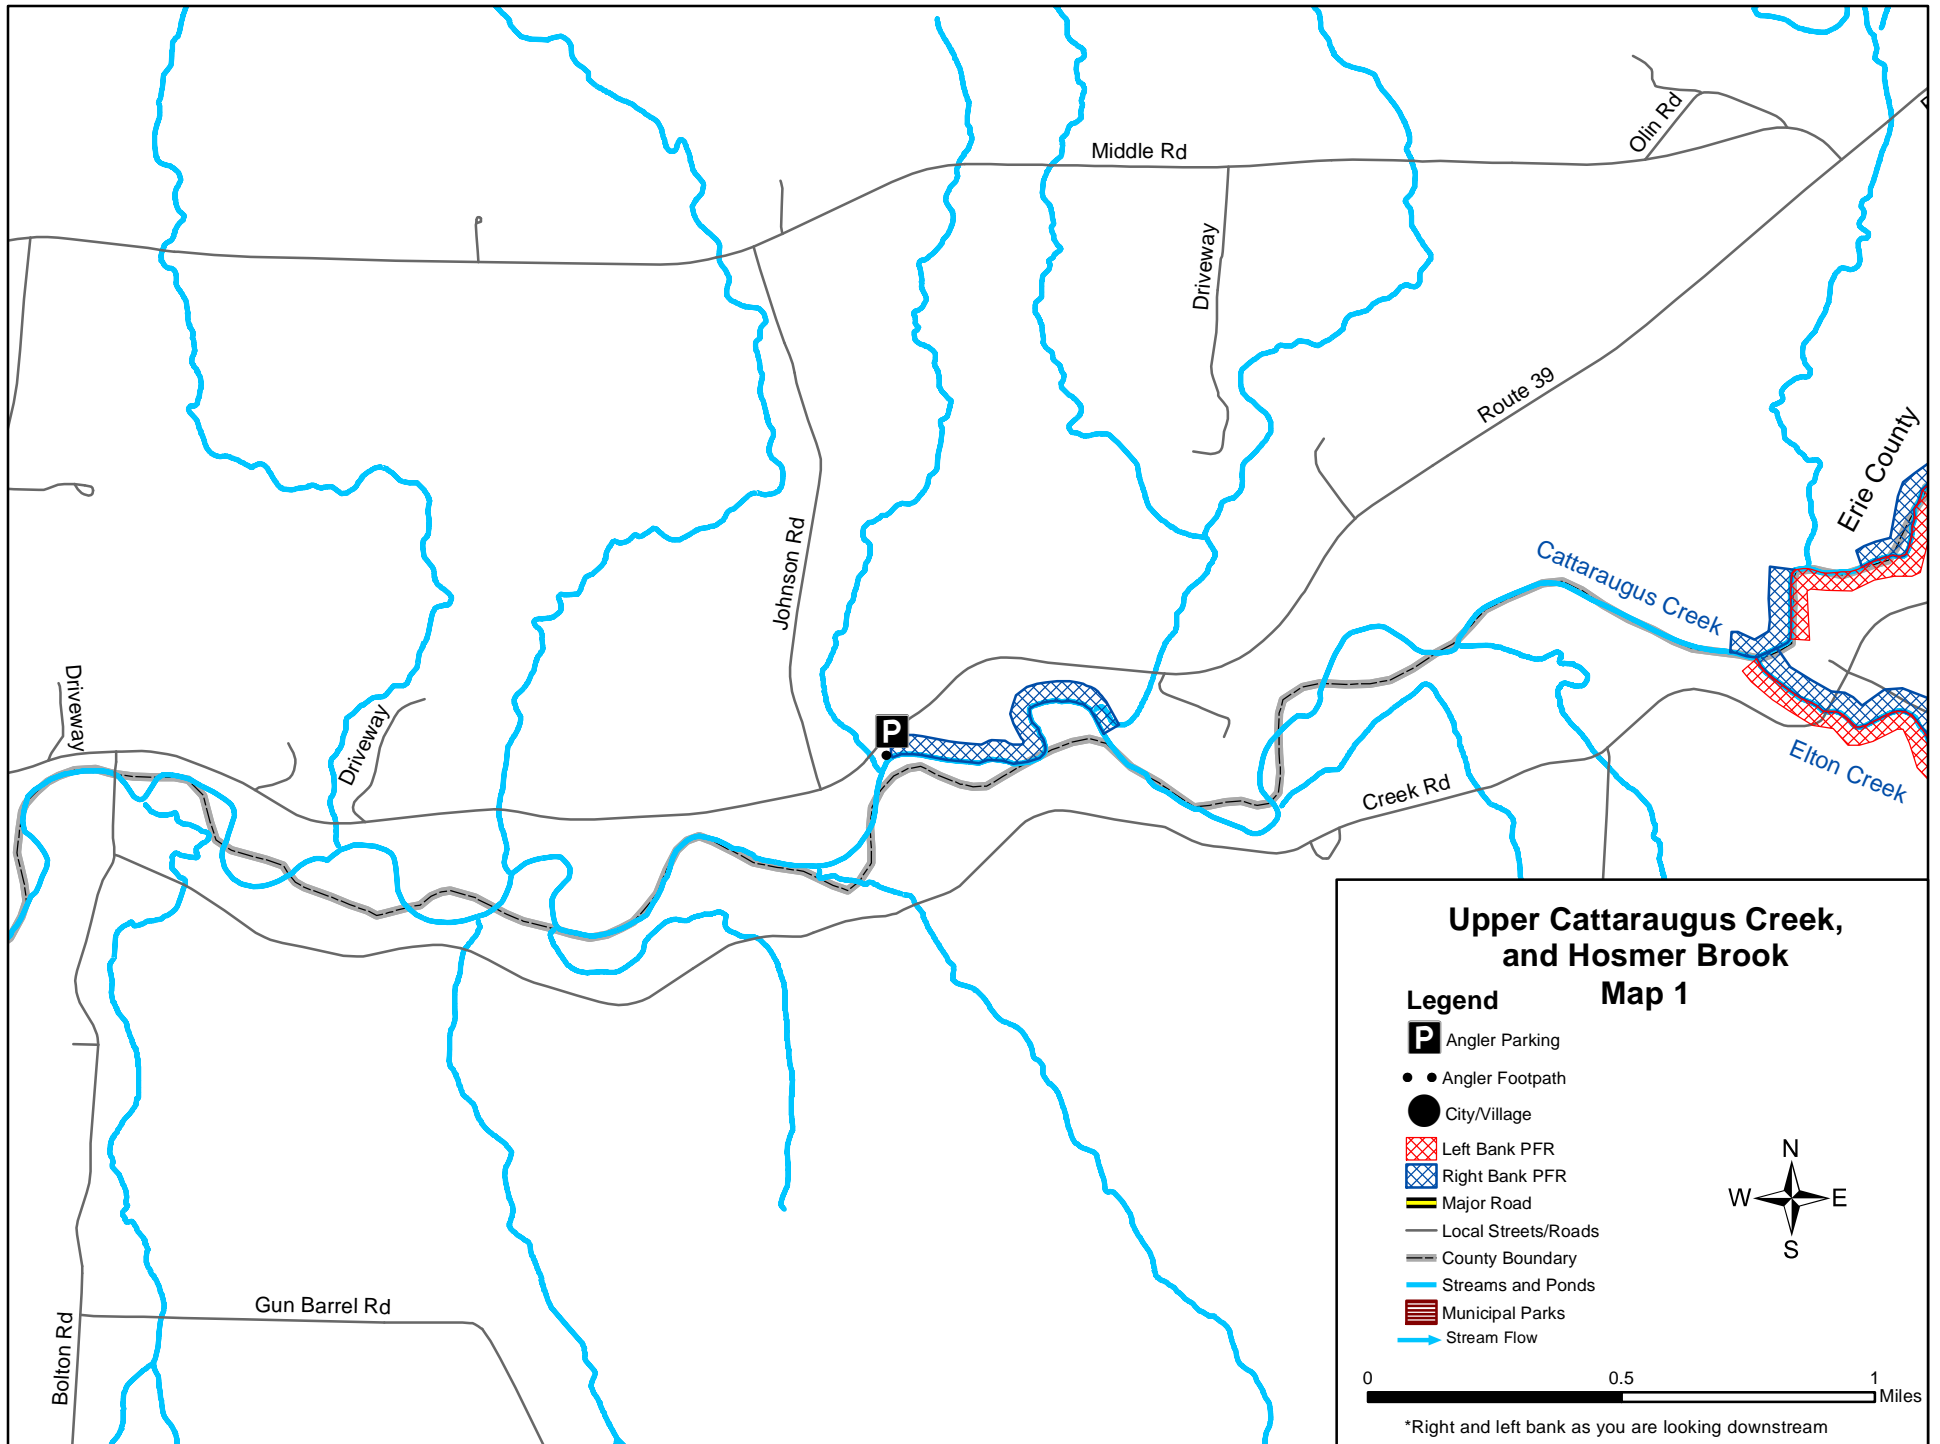 Middle Rd
Olin Rd
Driveway
Route 39
Erie County
Johnson Rd
Cattaraugus Creek
Driveway
Driveway
P
Elton Creek
Creek Rd
Gun Barrel Rd
Bolton Rd
Upper Cattaraugus Creek,
and Hosmer Brook
Map 1
Legend
P Angler Parking
Angler Footpath
City/Village
Left Bank PFR
Right Bank PFR
Major Road
Local Streets/Roads
County Boundary
Streams and Ponds
Municipal Parks
Stream Flow
N
W E
S
0 0.5 1
Miles
*Right and left bank as you are looking downstream